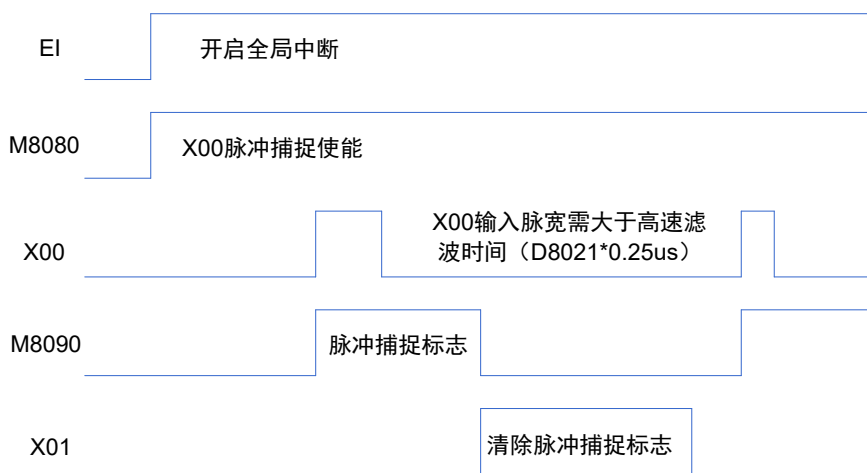 EI
开启全局中断
M8080
X00脉冲捕捉使能
X00
X00输入脉宽需大于高速滤
波时间（D8021*0.25us）
M8090
脉冲捕捉标志
X01
清除脉冲捕捉标志